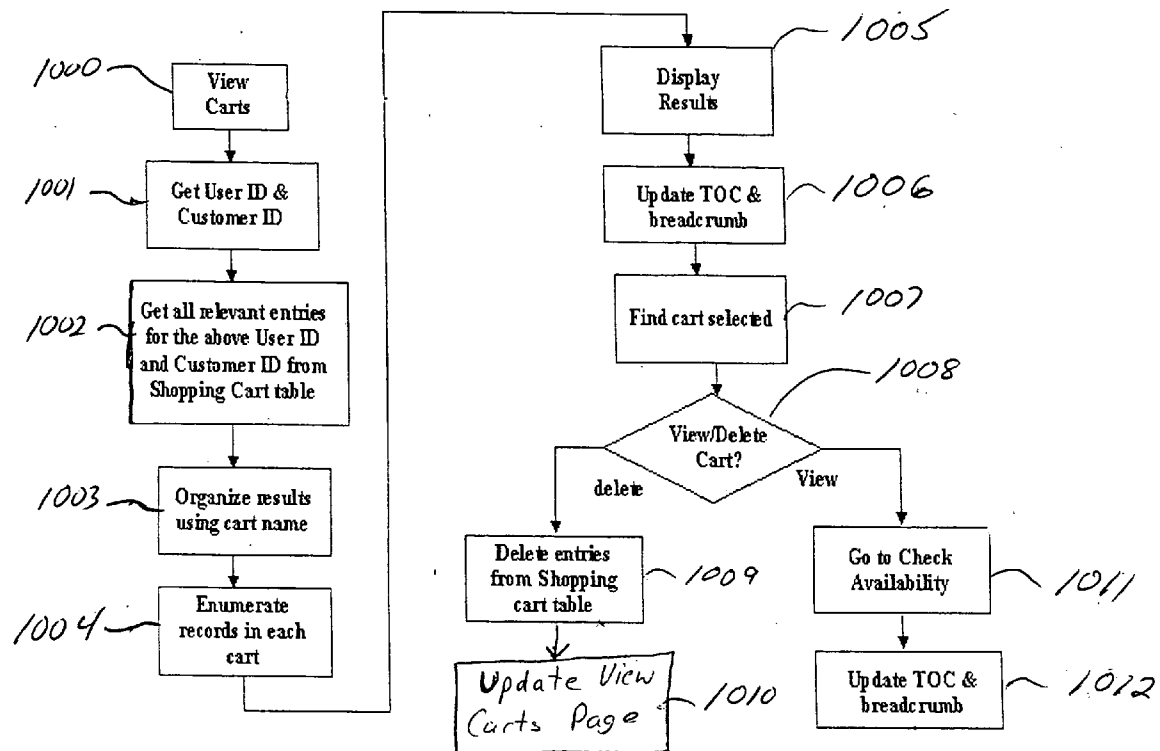 1000
View
Carts
1001
Get User ID &
Customer ID
1002
Get all relevant entries
for the above User ID
and Customer ID from
Shopping Cart table
1003
Organize results
using cart name
1004
Enumerate
records in each
cart
1005
Display
Results
1006
Update TOC &
breadcrumb
1007
Find cart selected
1008
View/Delete
Cart?
delete
View
Delete entries
from Shopping
cart table
1009
Update View
Carts Page
1010
Go to Check
Availability
1011
Update TOC &
breadcrumb
1012